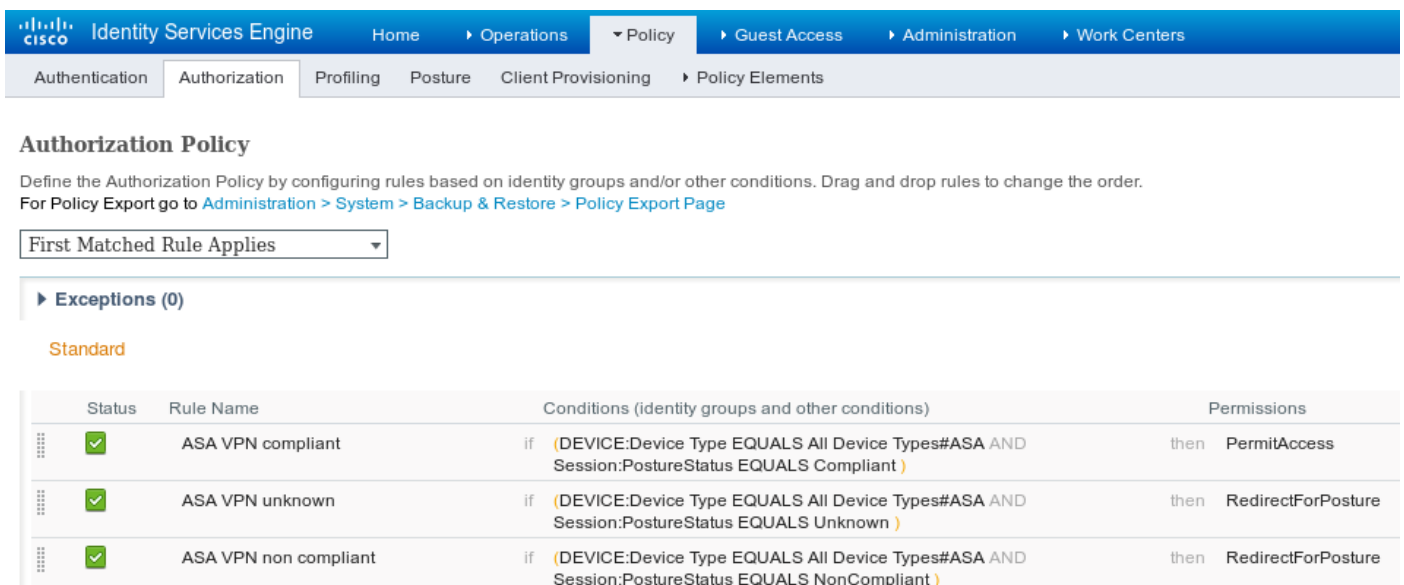 CISCO Identity Services Engine Home Operations Policy Guest Access Administration Work Centers
Authentication Authorization Profiling Posture Client Provisioning Policy Elements
Authorization Policy
Define the Authorization Policy by configuring rules based on identity groups and/or other conditions. Drag and drop rules to change the order.
For Policy Export go to Administration > System > Backup & Restore > Policy Export Page
First Matched Rule Applies
Exceptions (0)
Standard
Status Rule Name Conditions (identity groups and other conditions) Permissions
ASA VPN compliant if (DEVICE:Device Type EQUALS All Device Types#ASA AND then PermitAccess
Session:PostureStatus EQUALS Compliant )
ASA VPN unknown if (DEVICE:Device Type EQUALS All Device Types#ASA AND then RedirectForPosture
Session:PostureStatus EQUALS Unknown )
ASA VPN non compliant if (DEVICE:Device Type EQUALS All Device Types#ASA AND then RedirectForPosture
Session:PostureStatus EQUALS NonCompliant )